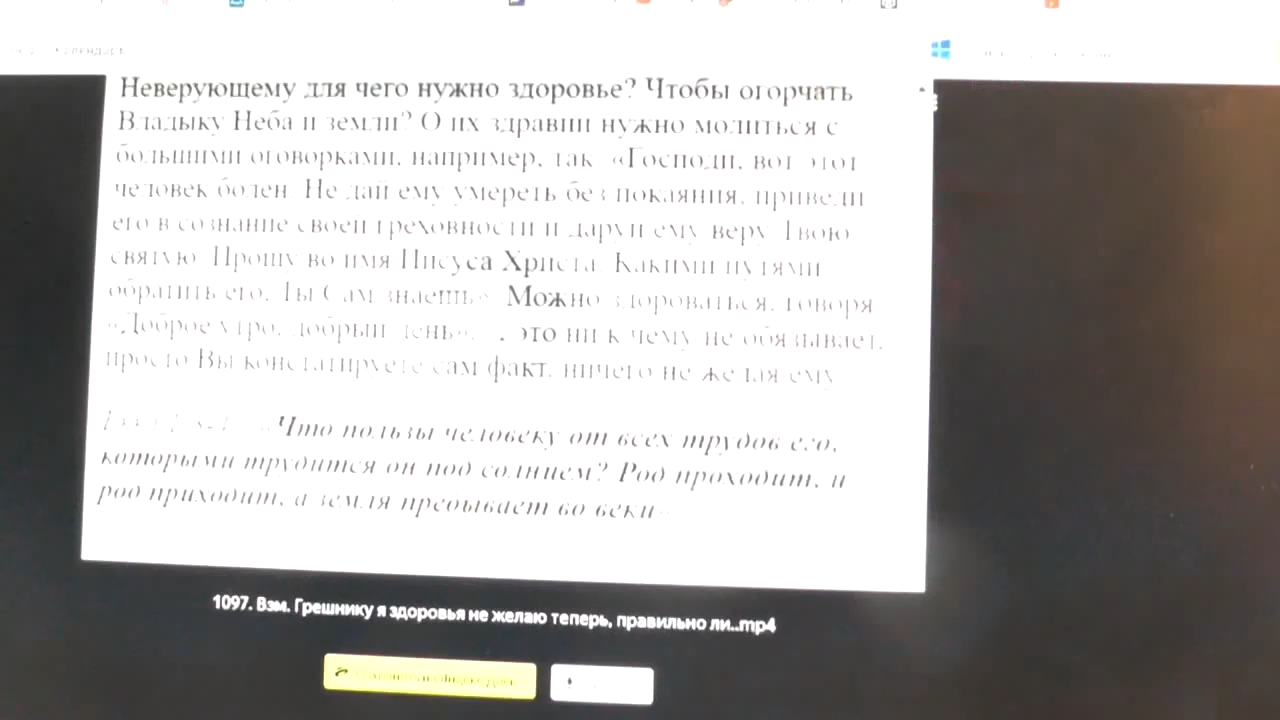 календарь
Неверующему для чего нужно здоровье? Чтобы огорчать
Владыку Неба и земли? О их здравии нужно молиться с
большими оговорками, например, так «Господи, вот этот
человек болен. Не дай ему умереть без покаяния, приведи
его в сознание своей греховности и даруй ему веру Твою
святую. Прошу во имя Иисуса Христа. Какими путями
обратить его, Ты Сам знаешь». Можно здороваться, говоря
«Доброе утро, добрый день», это ни к чему не обязывает,
просто Вы констатируете сам факт, ничего не желая ему
«Что пользы человеку от всех трудов его,
которыми трудится он под солнцем? Род проходит, и
род приходит, а земля пребывает во веки»
1097. Взм. Грешнику я здоровья не желаю теперь, правильно ли..mp4